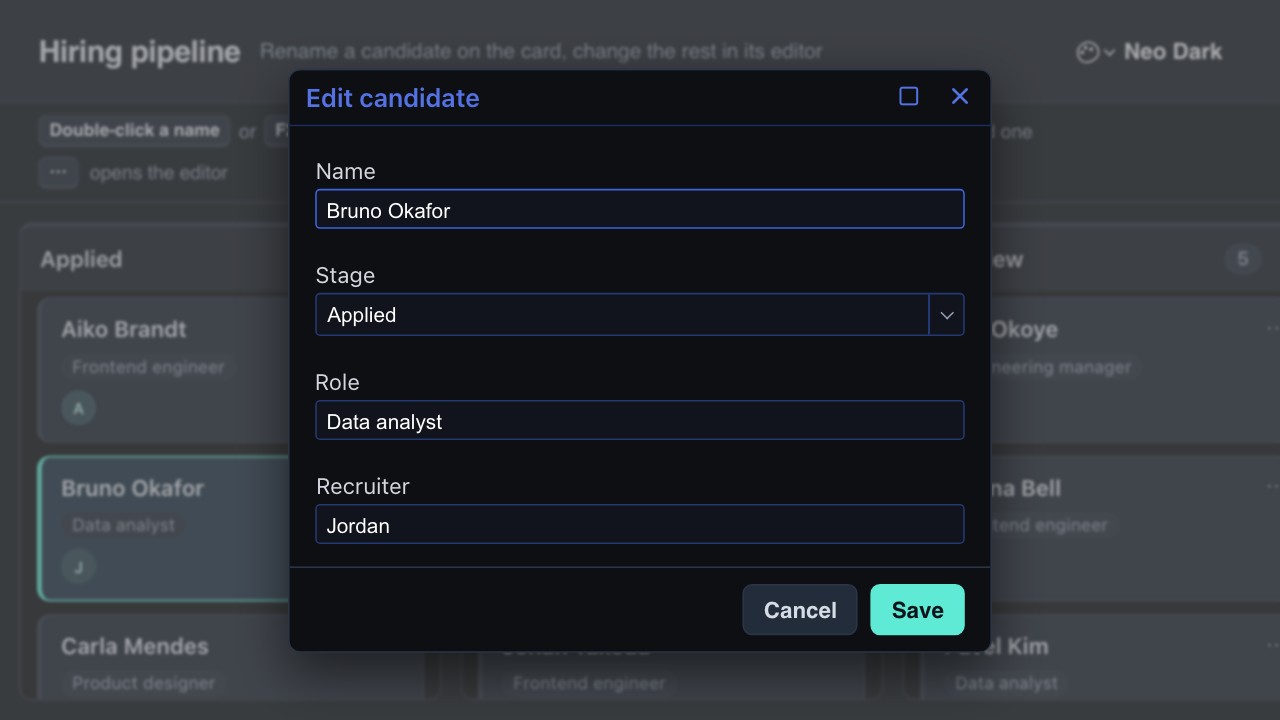 Hiring pipeline Rename a candidate on the card, change the rest in its editor Neo Dark
Edit candidate
Double-click a name or one
••• opens the editor
Name
Bruno Okafor
Applied 5
Stage
Applied
Aiko Brandt Okoye
Frontend engineer manager
A
Role
Data analyst
Bruno Okafor Bell
Data analyst engineer
J
Recruiter
Jordan
Cancel Save
Carla Mendes Kim
Product designer Frontend engineer Data analyst